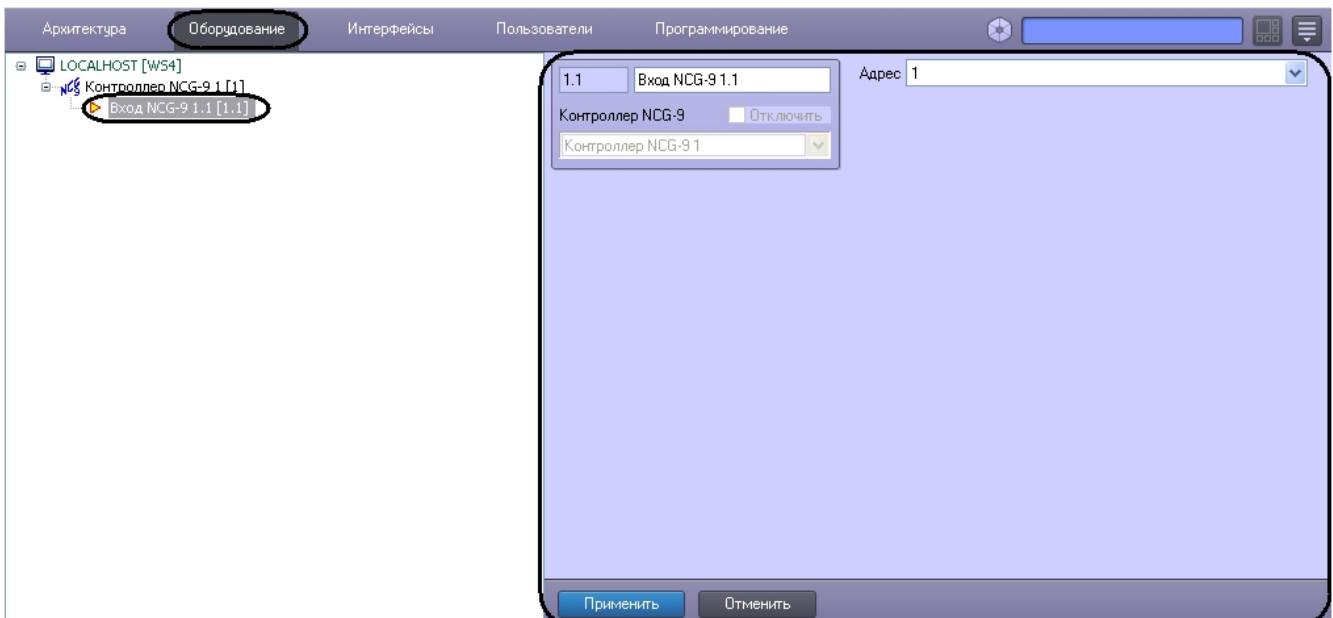 Архитектура Оборудование Интерфейсы Пользователи Программирование
LOCALHOST [WS4]
Контроллер NCG-9 1 [1]
Вход NCG-9 1.1 [1.1]
1.1 Вход NCG-9 1.1
Адрес 1
Контроллер NCG-9 Отключить
Контроллер NCG-9 1
Применить Отменить